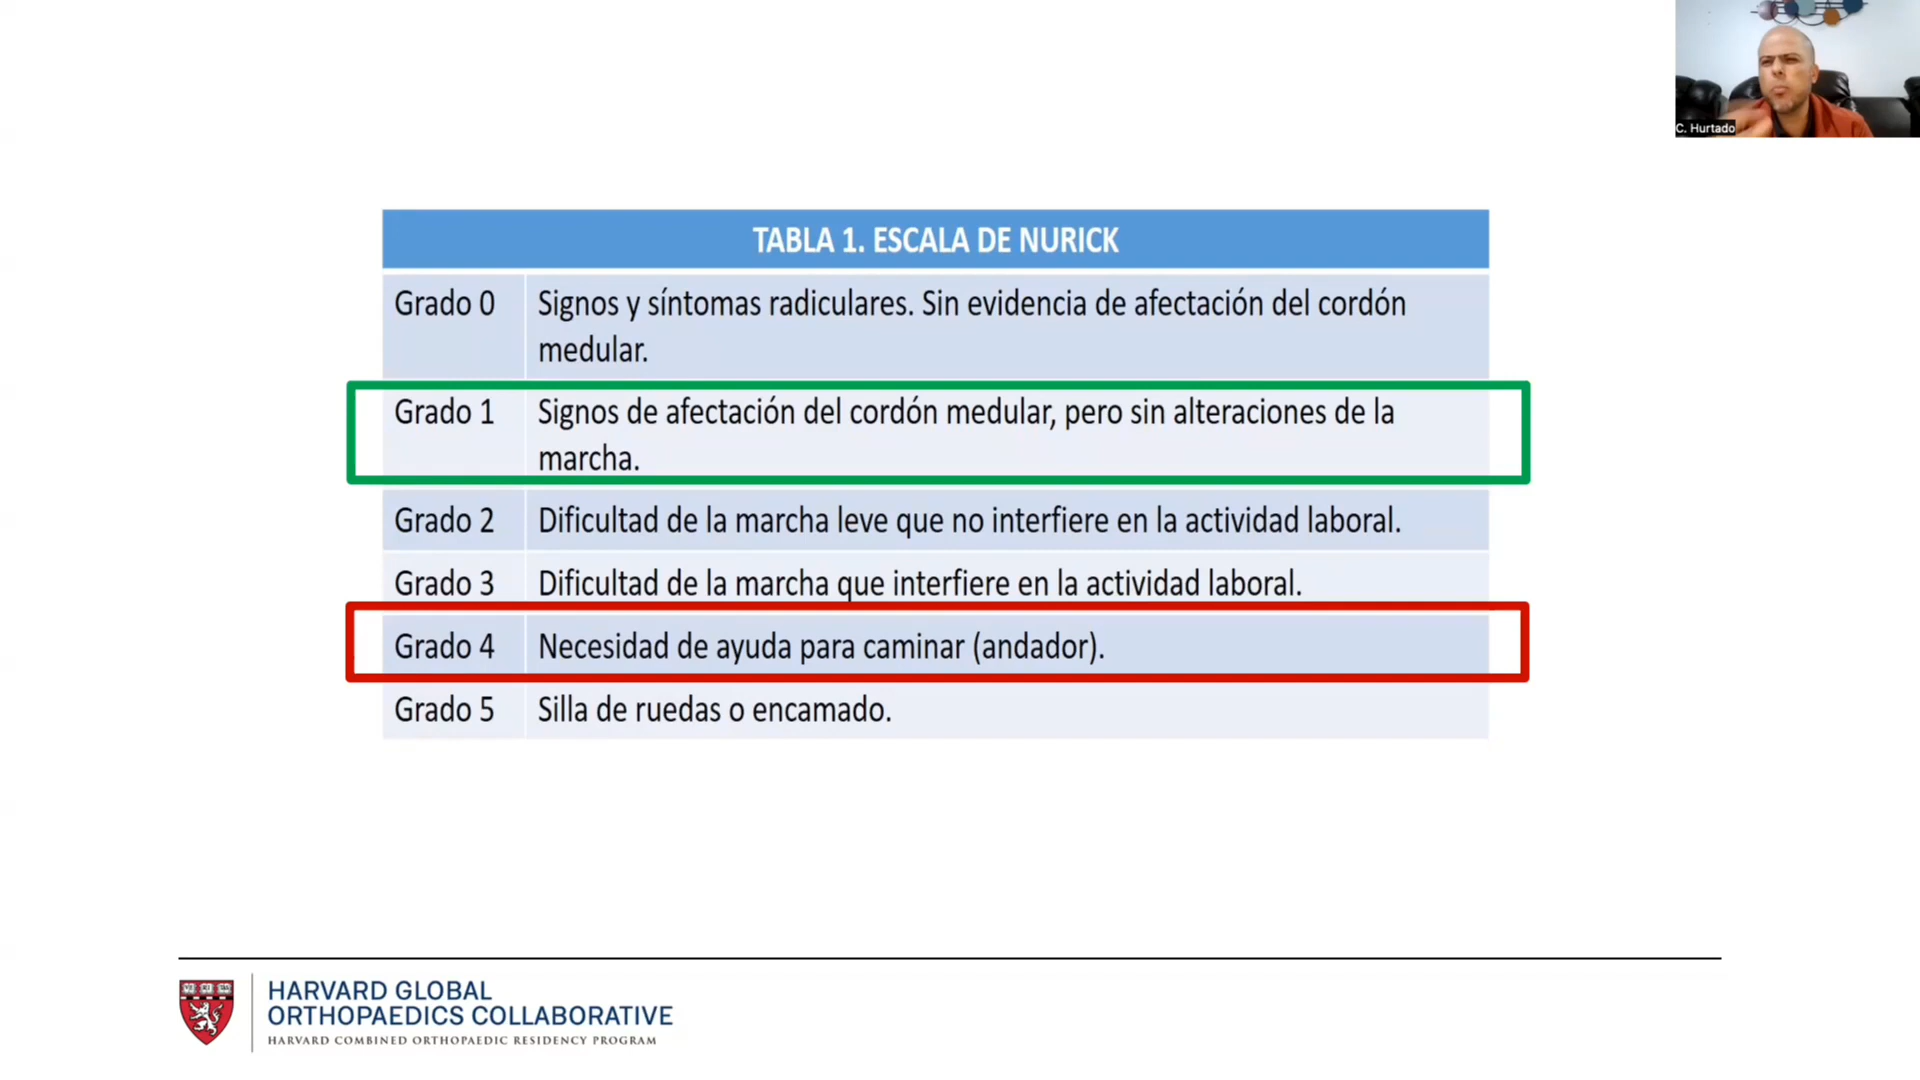 C. Hurtado
TABLA 1. ESCALA DE NURICK
Grado 0 Signos y síntomas radiculares. Sin evidencia de afectación del cordón
medular.
Grado 1 Signos de afectación del cordón medular, pero sin alteraciones de la
marcha.
Grado 2 Dificultad de la marcha leve que no interfiere en la actividad laboral.
Grado 3 Dificultad de la marcha que interfiere en la actividad laboral.
Grado 4 Necesidad de ayuda para caminar (andador).
Grado 5 Silla de ruedas o encamado.
HARVARD GLOBAL
ORTHOPAEDICS COLLABORATIVE
HARVARD COMBINED ORTHOPAEDIC RESIDENCY PROGRAM